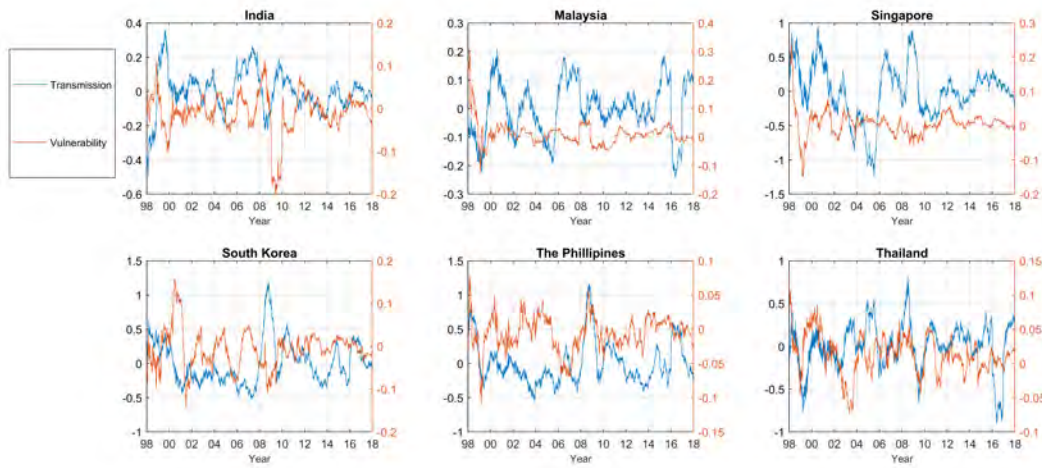 India
Malaysia
Singapore
Transmission
Vulnerability
0.4 0.2 0 -0.2 -0.4 -0.6
0.2 0.1 0 -0.1 -0.2
98 00 02 04 06 08 10 12 14 16 18
Year
0.3 0.2 0.1 0 -0.1 -0.2 -0.3
0.4 0.3 0.2 0.1 0 -0.1 -0.2
98 00 02 04 06 08 10 12 14 16 18
Year
1 0.5 0 -0.5 -1 -1.5
0.3 0.2 0.1 0 -0.1 -0.2
98 00 02 04 06 08 10 12 14 16 18
Year
South Korea
The Phillipines
Thailand
1.5 1 0.5 0 -0.5 -1
0.2 0.1 0 -0.1 -0.2
98 00 02 04 06 08 10 12 14 16 18
Year
1.5 1 0.5 0 -0.5 -1
0.1 0.05 0 -0.05 -0.1 -0.15
98 00 02 04 06 08 10 12 14 16 18
Year
1 0.5 0 -0.5 -1
0.15 0.1 0.05 0 -0.05 -0.1
98 00 02 04 06 08 10 12 14 16 18
Year